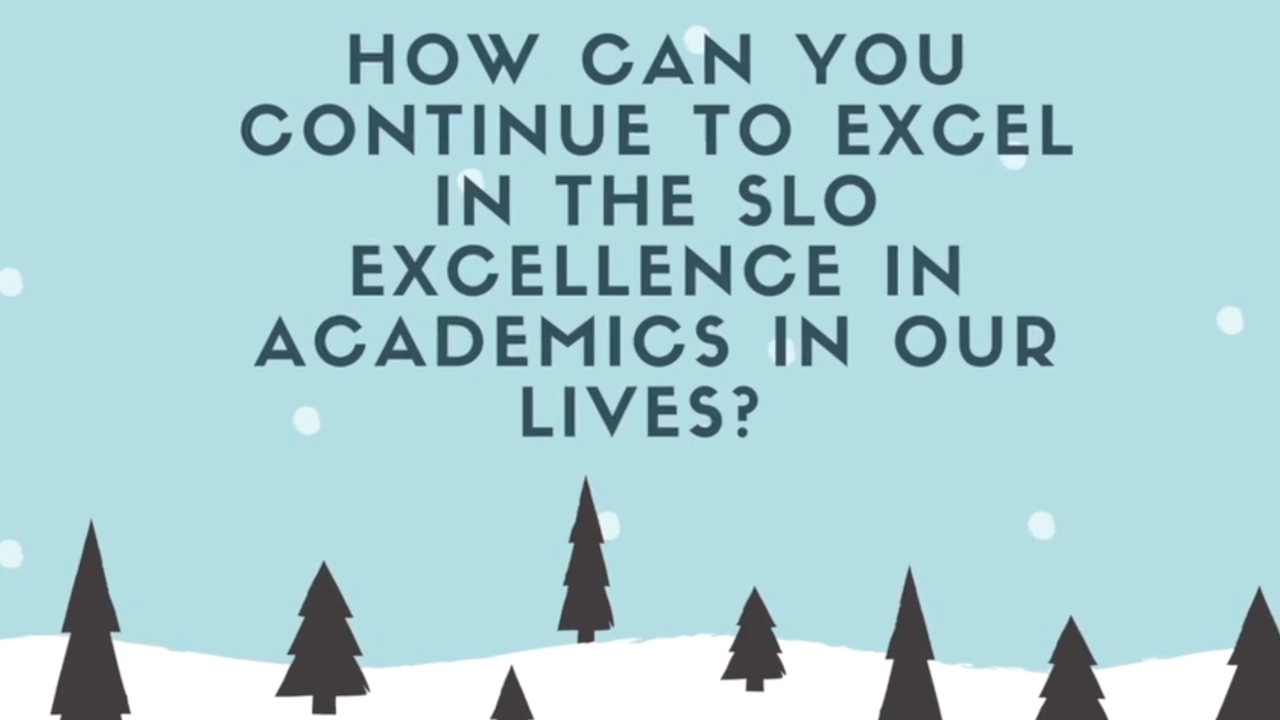 HOW CAN YOU
CONTINUE TO EXCEL
IN THE SLO
EXCELLENCE IN
ACADEMICS IN OUR
LIVES?